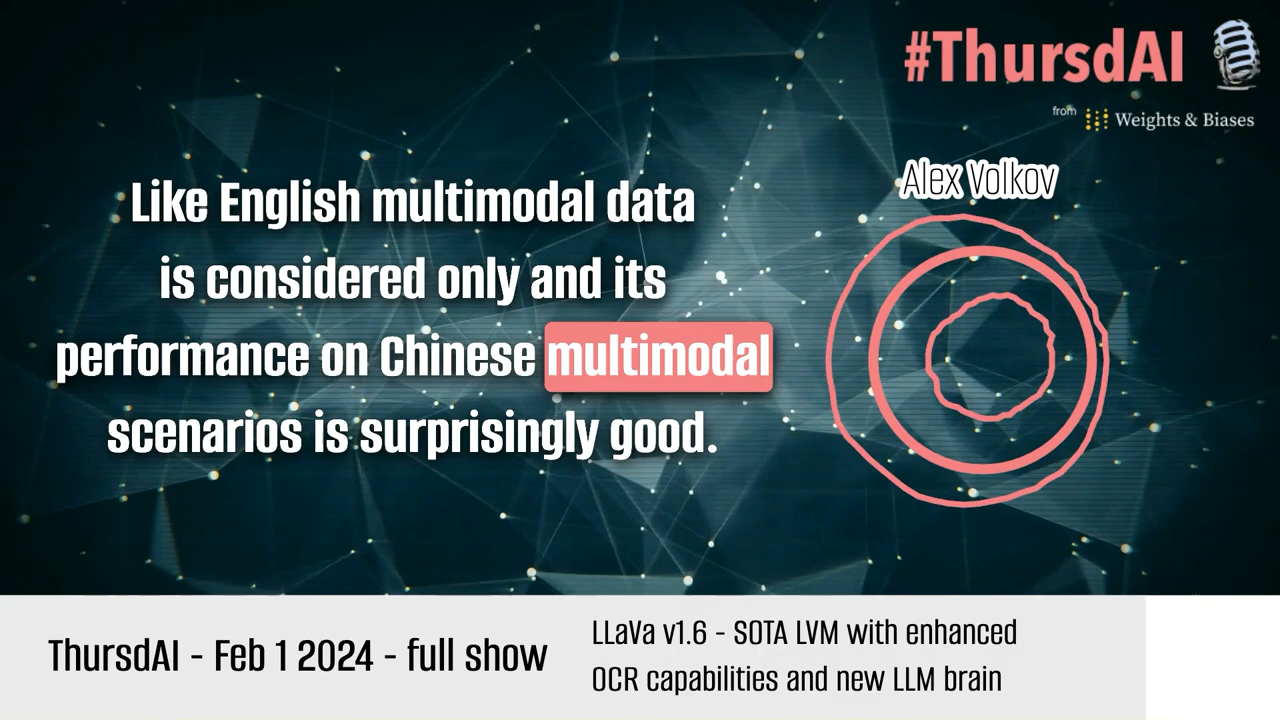 #ThursdAI
from Weights & Biases
Alex Volkov
Like English multimodal data
is considered only and its
performance on Chinese multimodal
scenarios is surprisingly good.
ThursdAI - Feb 1 2024 - full show
LLaVa v1.6 - SOTA LVM with enhanced
OCR capabilities and new LLM brain